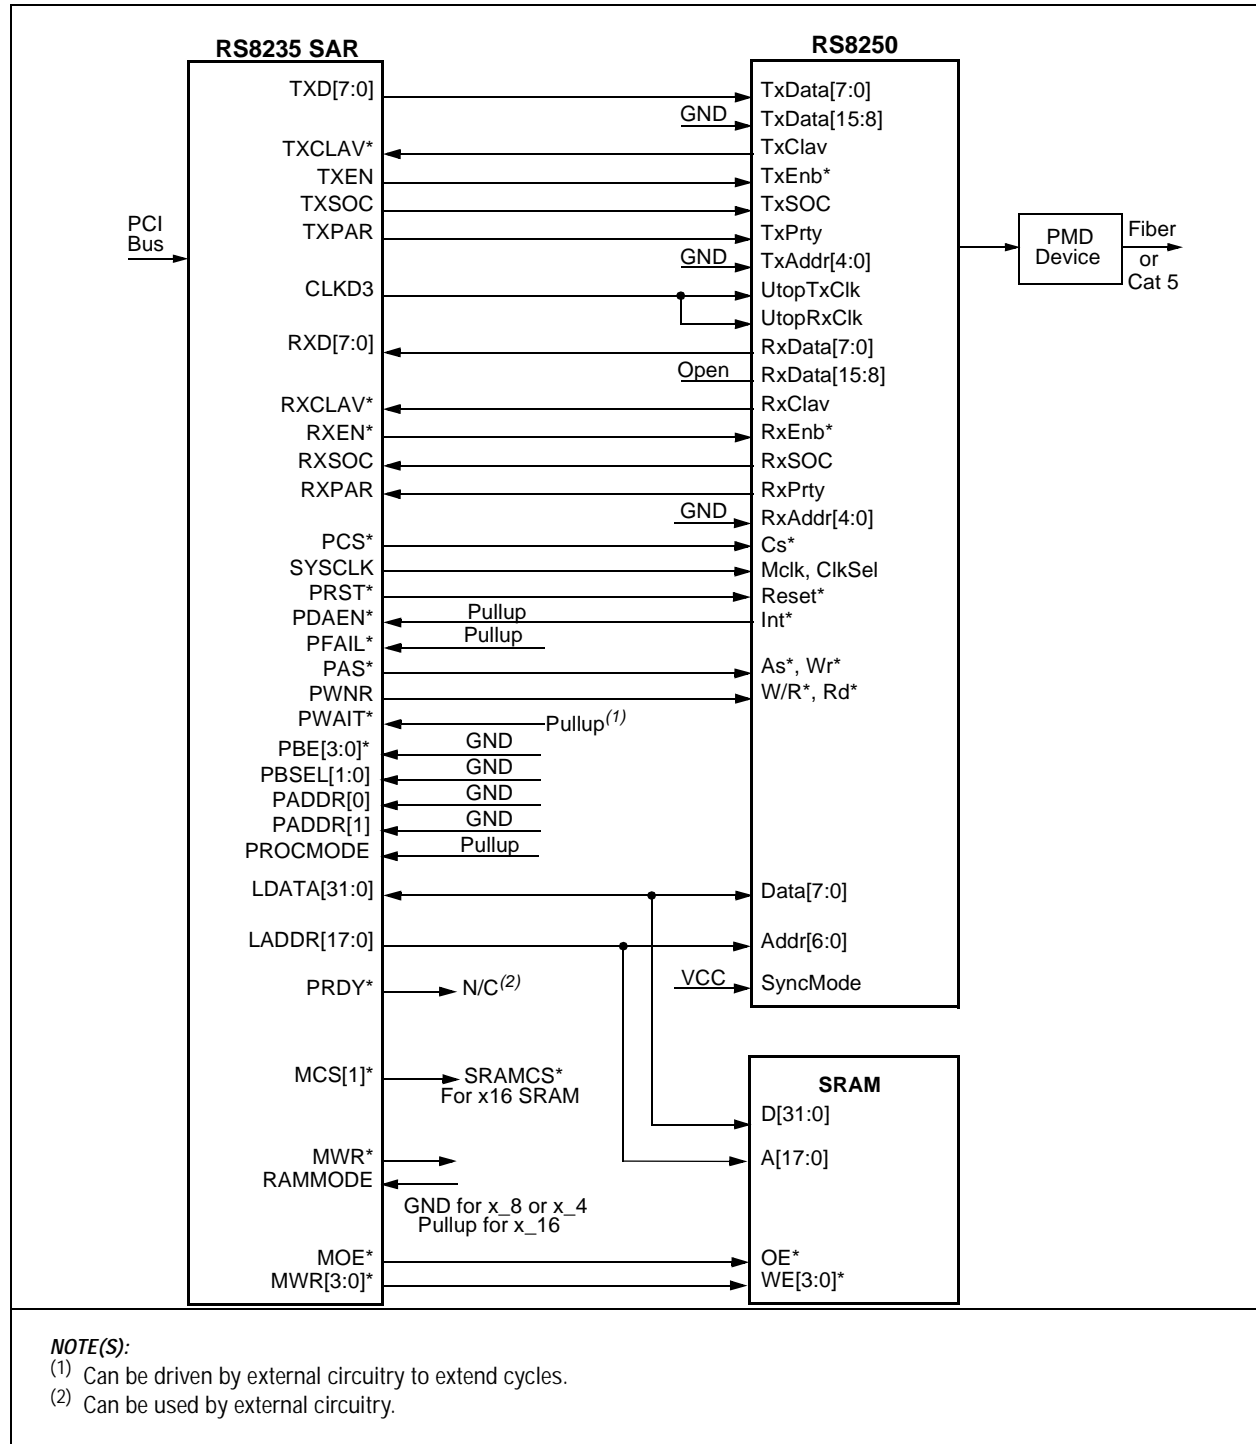 RS8235 SAR RS8250
TXD[7:0] TxData[7:0]
GND TxData[15:8]
TXCLAV* TxClav
TXEN TxEnb*
TXSOC TxSOC
PCI
Bus
TXPAR TxPrty
PMD
Device
Fiber
or
Cat 5
GND TxAddr[4:0]
CLKD3 UtopTxClk
UtopRxClk
RXD[7:0] RxData[7:0]
Open RxData[15:8]
RXCLAV* RxClav
RXEN* RxEnb*
RXSOC RxSOC
RXPAR RxPrty
GND RxAddr[4:0]
PCS* Cs*
SYSCLK Mclk, ClkSel
PRST* Reset*
PDAEN* Pullup Int*
PFAIL* Pullup
PAS* As*, Wr*
PWNR W/R*, Rd*
PWAIT* Pullup(1)
PBE[3:0]* GND
PBSEL[1:0] GND
PADDR[0] GND
PADDR[1] GND
PROCMODE Pullup
LDATA[31:0] Data[7:0]
LADDR[17:0] Addr[6:0]
VCC SyncMode
PRDY* N/C(2)
MCS[1]* SRAMCS*
For x16 SRAM
SRAM
D[31:0]
MWR* A[17:0]
RAMMODE
GND for x_8 or x_4
Pullup for x_16
MOE* OE*
MWR[3:0]* WE[3:0]*
NOTE(S):
(1) Can be driven by external circuitry to extend cycles.
(2) Can be used by external circuitry.